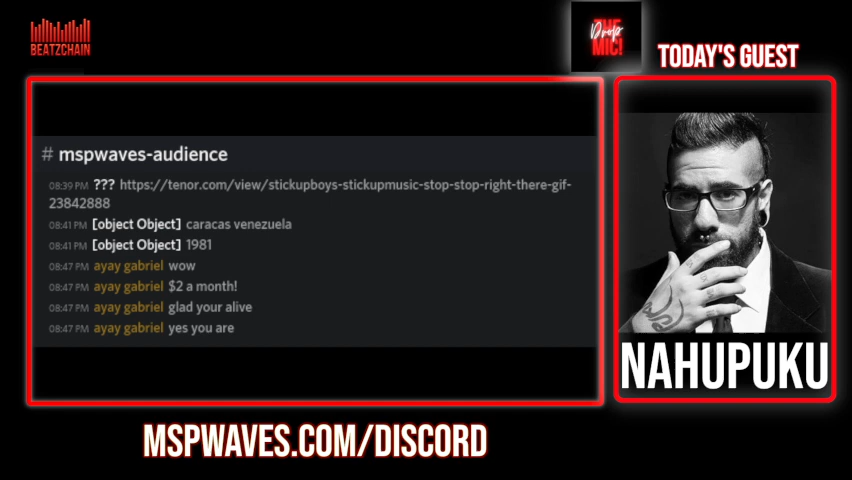 BEATZCHAIN
THE
Drop
MIC!
TODAY'S GUEST
# mspwaves-audience
08:39 PM ??? https://tenor.com/view/stickupboys-stickupmusic-stop-stop-right-there-gif-
23842888
08:41 PM [object Object] caracas venezuela
08:41 PM [object Object] 1981
08:47 PM ayay gabriel wow
08:47 PM ayay gabriel $2 a month!
08:47 PM ayay gabriel glad your alive
08:47 PM ayay gabriel yes you are
NAHUPUKU
MSPWAVES.COM/DISCORD